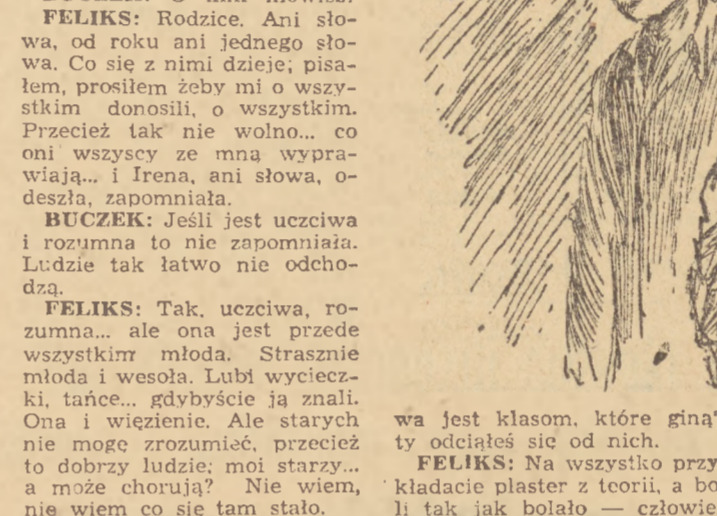 FELIKS: Rodzice. Ani sło-
wa, od roku ani jednego sło-
wa. Co się z nimi dzieje; pisa-
łem, prosiłem żeby mi o wszy-
stkim donosili, o wszystkim.
Przecież tak nie wolno... co
oni wszyscy ze mną wypra-
wiają... i Irena, ani słowa, o-
deszła, zapomniała.
BUCZEK: Jeśli jest uczciwa
i rozumna to nie zapomniała.
Ludzie tak łatwo nie odcho-
dzą.
FELIKS: Tak, uczciwa, ro-
zumna... ale ona jest przede
wszystkim młoda. Strasznie
młoda i wesoła. Lubi wyciecz-
ki, tańce... gdybyście ją znali.
Ona i więzienie. Ale starych
nie mogę zrozumieć, przecież
to dobrzy ludzie; moi starzy...
a może chorują? Nie wiem,
nie wiem co się tam stało.
wa jest klasom, które giną"
ty odciąłeś się od nich.
FELIKS: Na wszystko przy
kładacie plaster z teorii, a bo
li tak jak bolało — człowie